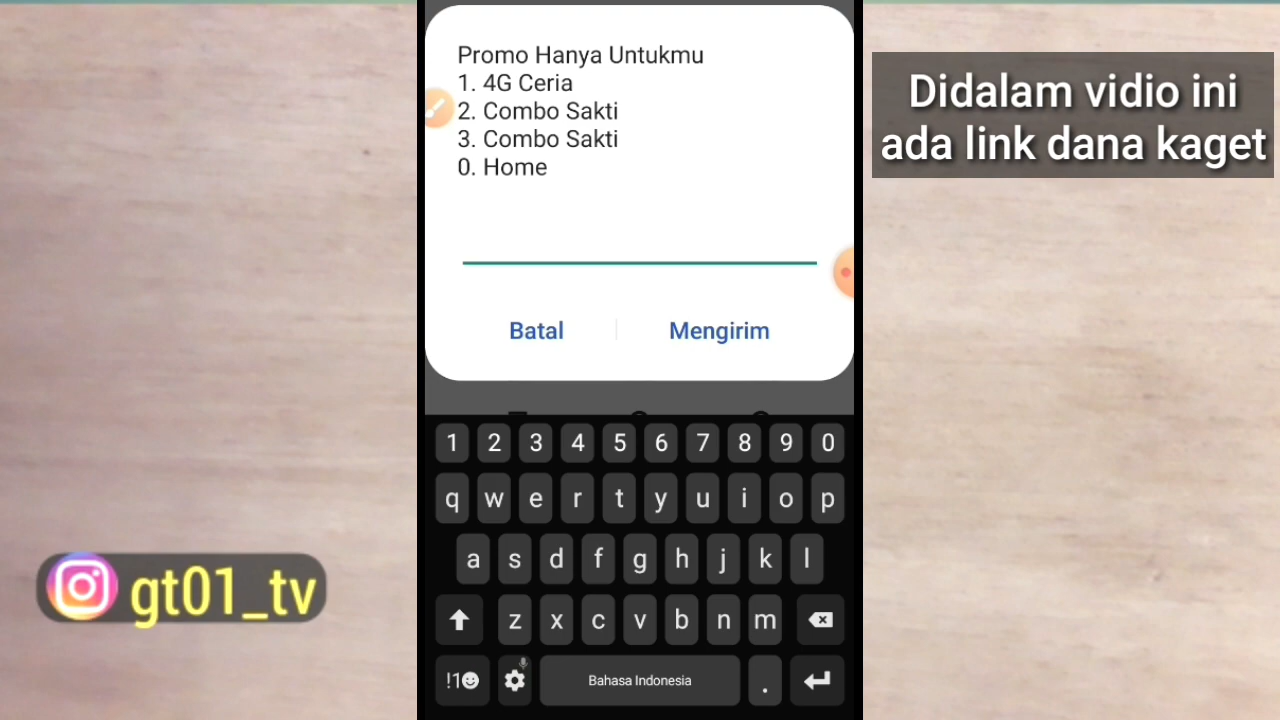 Promo Hanya Untukmu
1. 4G Ceria
2. Combo Sakti
3. Combo Sakti
0. Home
Batal
Mengirim
Didalam vidio ini
ada link dana kaget
gt01_tv
1 2 3 4 5 6 7 8 9 0
q w e r t y u i o p
a s d f g h j k l
z x c v b n m
!1
Bahasa Indonesia
.